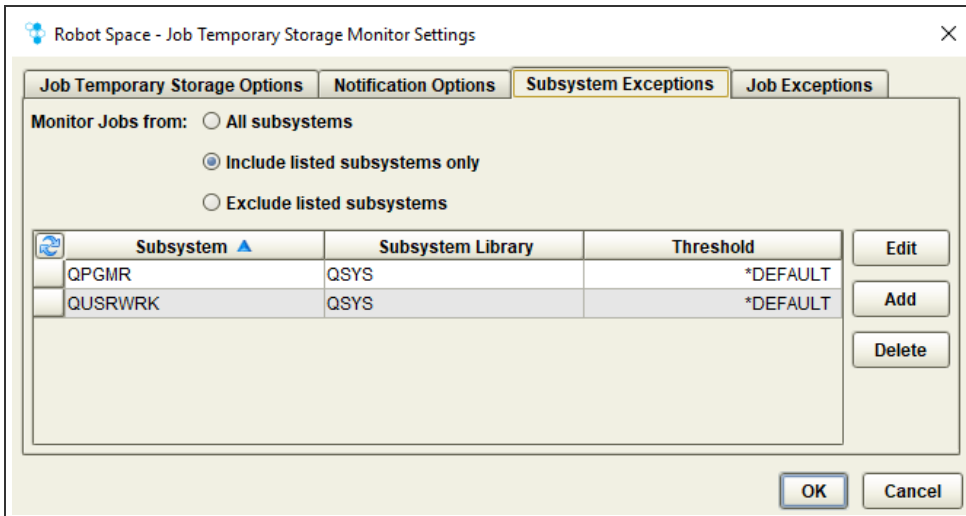 Robot Space - Job Temporary Storage Monitor Settings
Job Temporary Storage Options Notification Options Subsystem Exceptions Job Exceptions
Monitor Jobs from: All subsystems
Include listed subsystems only
Exclude listed subsystems
Subsystem Subsystem Library Threshold Edit
QPGMR QSYS *DEFAULT
QUSRWRK QSYS *DEFAULT Add
Delete
OK Cancel